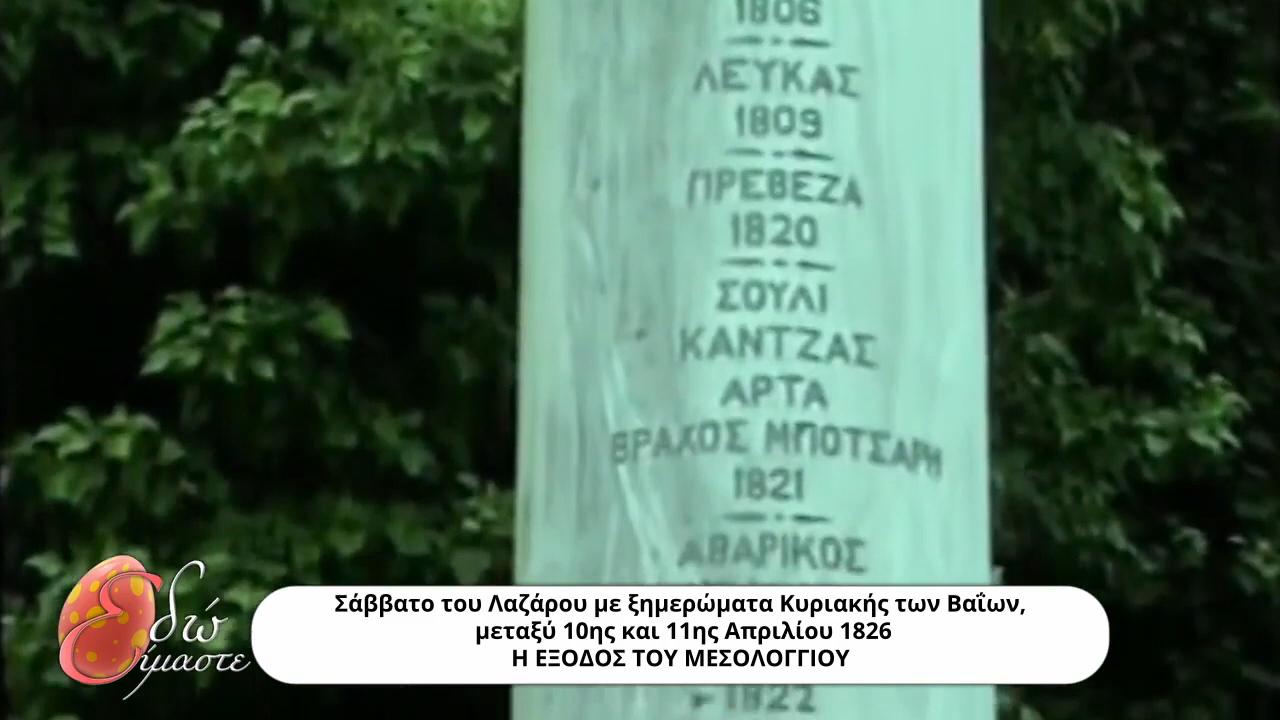 1806
ΛΕΥΚΑΣ
1809
ΠΡΕΒΕΖΑ
1820
ΣΟΥΛΙ
ΚΑΝΤΖΑΣ
ΑΡΤΑ
ΒΡΑΧΟΣ ΜΠΟΤΣΑΡΗ
1821
ΑΒΑΡΙΚΟΣ
Εδώ
Είμαστε
Σάββατο του Λαζάρου με ξημερώματα Κυριακής των Βαΐων,
μεταξύ 10ης και 11ης Απριλίου 1826
Η ΕΞΟΔΟΣ ΤΟΥ ΜΕΣΟΛΟΓΓΙΟΥ
1822